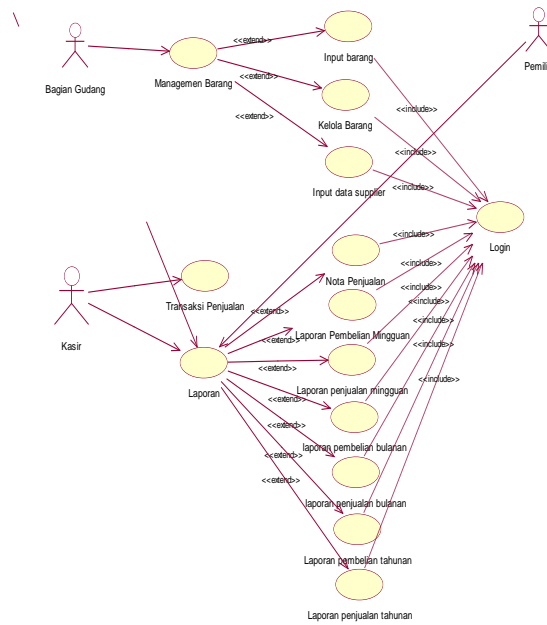 Input barang
<<extend>>
Pemili
Bagian Gudang
Managemen Barang
<<extend>>
<<include>>
<<extend>>
Kelola Barang
<<include>>
Input data supplier
<<include>>
<<include>>
Login
<<include>>
Nota Penjualan
<<include>>
<<include>>
Transaksi Penjualan
<<extend>>
<<include>>
Laporan Pembelian Mingguan
Kasir
<<include>>
<<extend>>
<<include>>
Laporan
Laporan penjualan mingguan
<<extend>>
<<extend>>
laporan pembelian bulanan
<<extend>>
<<extend>>
laporan penjualan bulanan
Laporan pembelian tahunan
Laporan penjualan tahunan